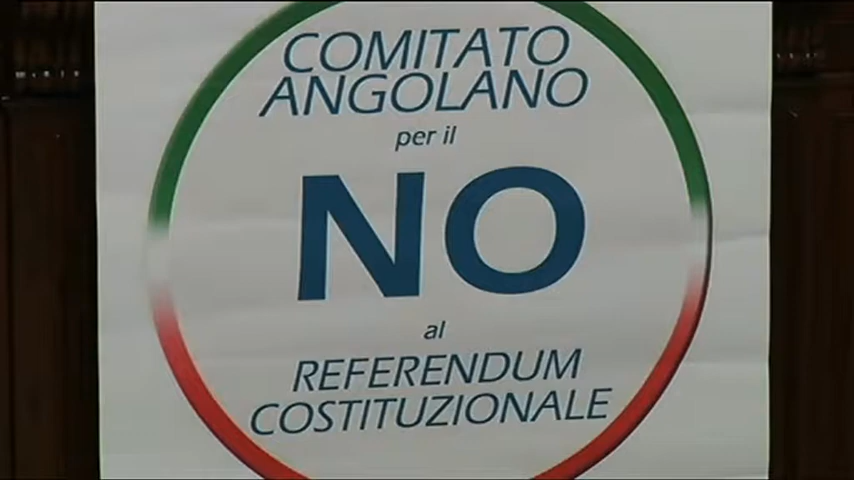 COMITATO
ANGOLANO
per il
NO
al
REFERENDUM
COSTITUZIONALE